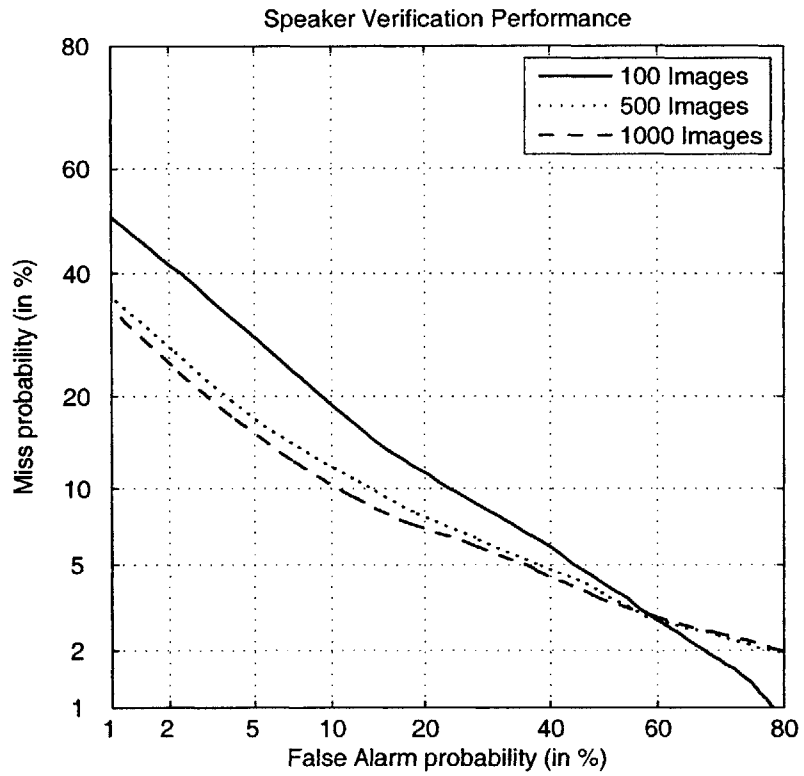 Speaker Verification Performance
80
60
40
20
10
5
2
1
Miss probability (in %)
100 Images
500 Images
1000 Images
1 2 5 10 20 40 60 80
False Alarm probability (in %)